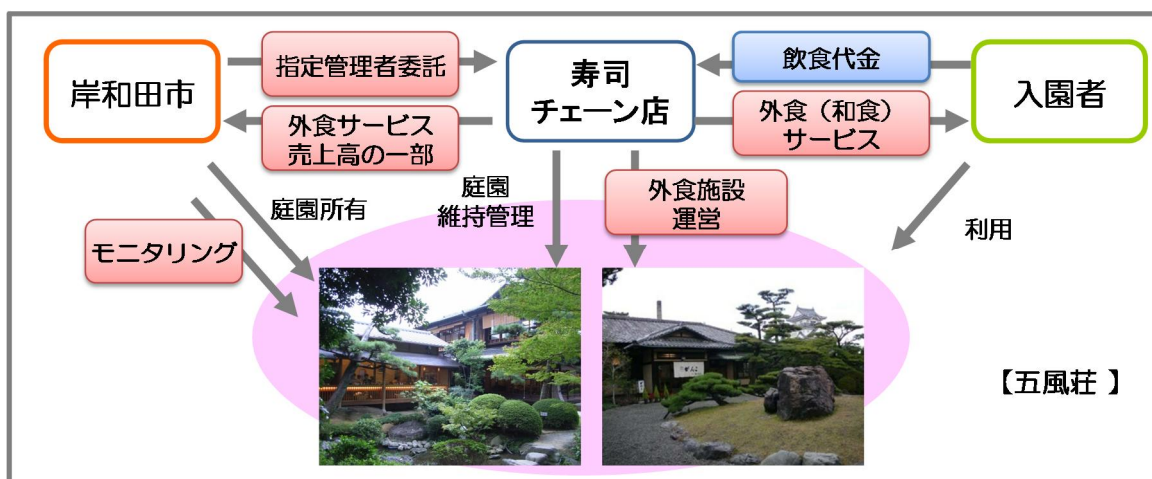 岸和田市
指定管理者委託
外食サービス
売上高の一部
寿司
チェーン店
飲食代金
外食（和食）
サービス
入園者
モニタリング
庭園所有
庭園
維持管理
外食施設
運営
利用
【五風荘 】